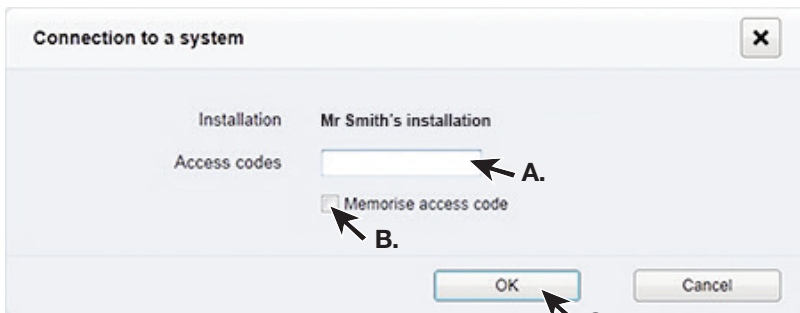 Connection to a system
Installation Mr Smith's installation
Access codes
A.
Memorise access code
B.
OK Cancel